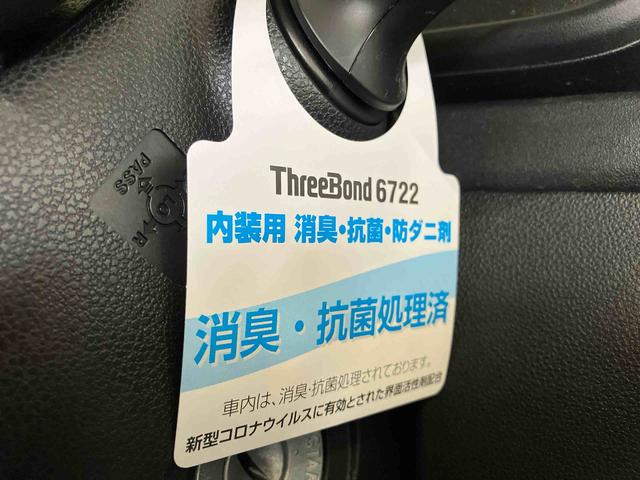 ThreeBond 6722
内装用 消臭・抗菌・防ダニ剤
消臭・抗菌処理済
車内は、消臭・抗菌処理されております。
新型コロナウイルスに有効とされた界面活性剤配合
PASS
LO
R
START